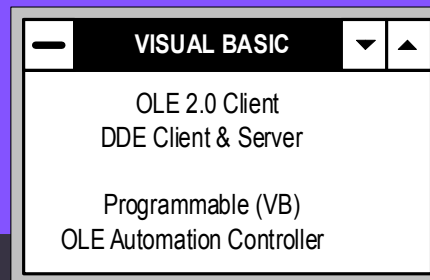 VISUAL BASIC
OLE 2.0 Client
DDE Client & Server
Programmable (VB)
OLE Automation Controller